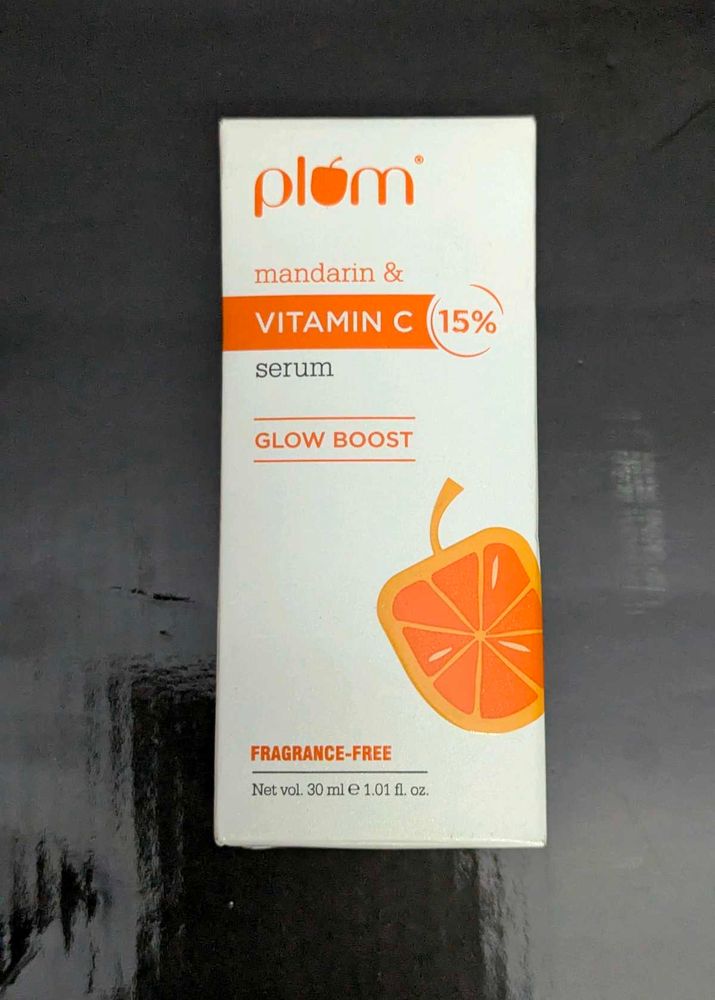 plum®
mandarin &
VITAMIN C 15%
serum
GLOW BOOST
FRAGRANCE-FREE
Net vol. 30 ml ℮ 1.01 fl. oz.